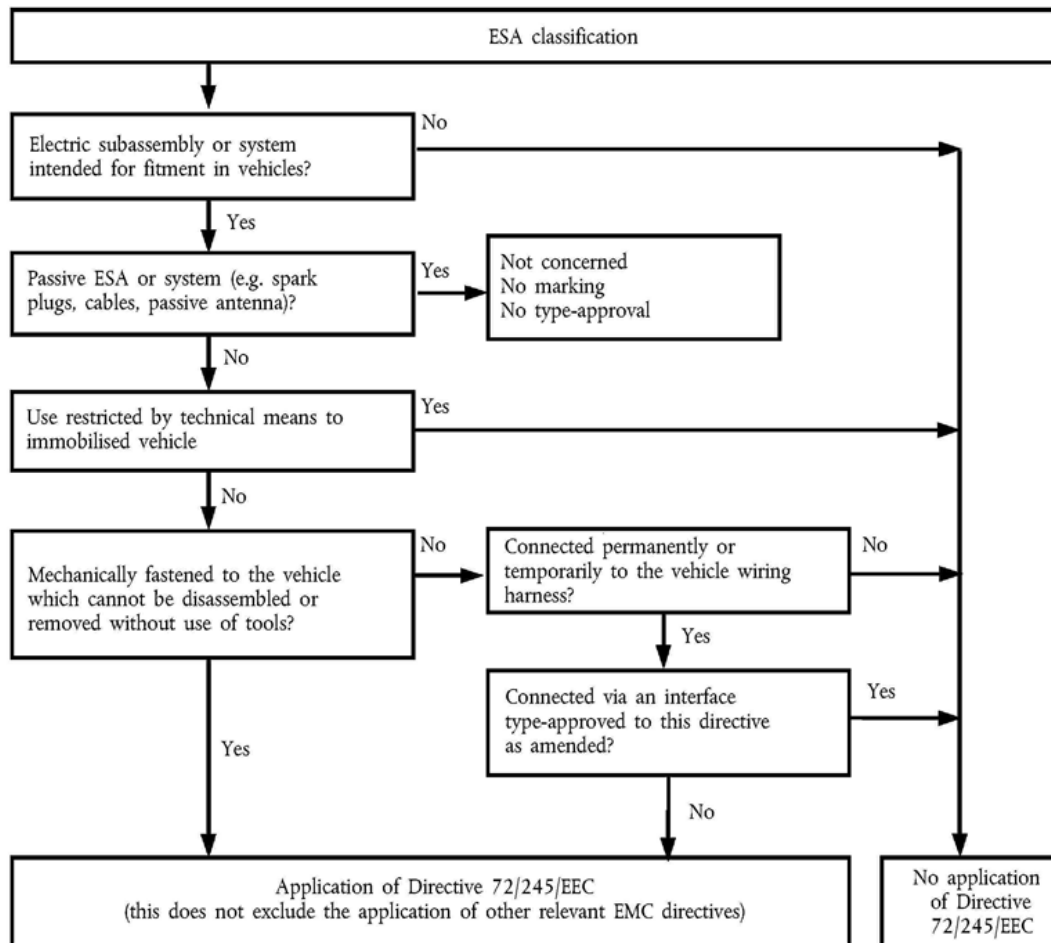 ESA classification
Electric subassembly or system
intended for fitment in vehicles?
No
Yes
Passive ESA or system (e.g. spark
plugs, cables, passive antenna)?
Yes
Not concerned
No marking
No type-approval
No
Use restricted by technical means to
immobilised vehicle
Yes
No
Mechanically fastened to the vehicle
which cannot be disassembled or
removed without use of tools?
No
Connected permanently or
temporarily to the vehicle wiring
harness?
No
Yes
Connected via an interface
type-approved to this directive
as amended?
Yes
Yes
No
Application of Directive 72/245/EEC
(this does not exclude the application of other relevant EMC directives)
No application
of Directive
72/245/EEC